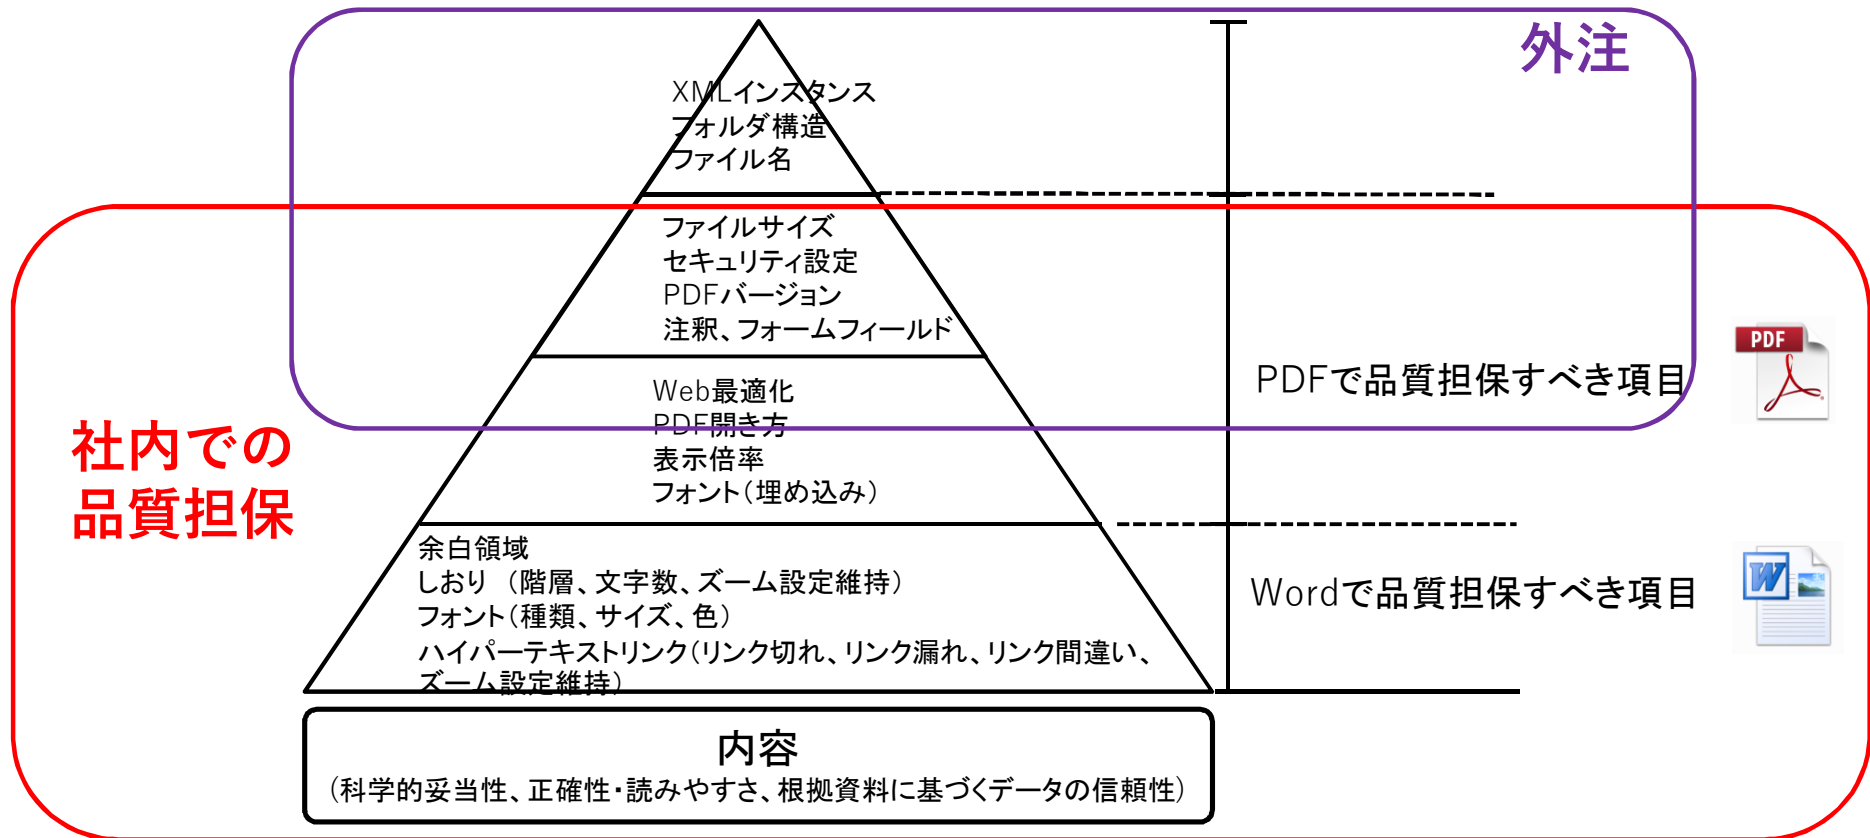 外注
XMLインスタンス
フォルダ構造
ファイル名
ファイルサイズ
セキュリティ設定
PDFバージョン
注釈、フォームフィールド
PDFで品質担保すべき項目
PDF
Web最適化
PDF開き方
表示倍率
フォント(埋め込み)
社内での
品質担保
余白領域
しおり (階層、文字数、ズーム設定維持)
フォント(種類、サイズ、色)
ハイパーテキストリンク(リンク切れ、リンク漏れ、リンク間違い、
ズーム設定維持)
Wordで品質担保すべき項目
W
内容
(科学的妥当性、正確性・読みやすさ、根拠資料に基づくデータの信頼性)